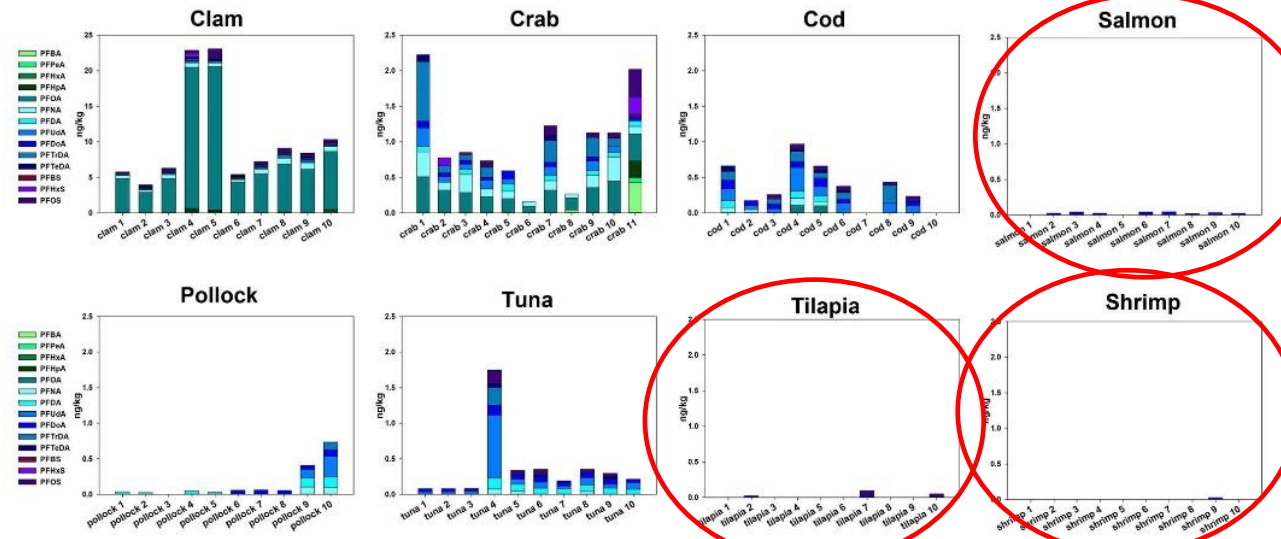 Clam
Crab
Cod
Salmon
PFBA
PFPeA
PFHxA
PFHpA
PFOA
PFNA
PFDA
PFUdA
PFDoA
PFTrDA
PFTeDA
PFBS
PFHxS
PFOS
ng/kg
25
20
15
10
5
0
clam 1
clam 2
clam 3
clam 4
clam 5
clam 6
clam 7
clam 8
clam 9
clam 10
ng/kg
2.5
2.0
1.5
1.0
0.5
0.0
crab 1
crab 2
crab 3
crab 4
crab 5
crab 6
crab 7
crab 8
crab 9
crab 10
crab 11
ng/kg
2.5
2.0
1.5
1.0
0.5
0.0
cod 1
cod 2
cod 3
cod 4
cod 5
cod 6
cod 7
cod 8
cod 9
cod 10
ng/kg
2.5
2.0
1.5
1.0
0.5
0.0
salmon 1
salmon 2
salmon 3
salmon 4
salmon 5
salmon 6
salmon 7
salmon 8
salmon 9
salmon 10
Pollock
Tuna
Tilapia
Shrimp
PFBA
PFPeA
PFHxA
PFHpA
PFOA
PFNA
PFDA
PFUdA
PFDoA
PFTrDA
PFTeDA
PFBS
PFHxS
PFOS
ng/kg
2.5
2.0
1.5
1.0
0.5
0.0
pollock 1
pollock 2
pollock 3
pollock 4
pollock 5
pollock 6
pollock 7
pollock 8
pollock 9
pollock 10
ng/kg
2.5
2.0
1.5
1.0
0.5
0.0
tuna 1
tuna 2
tuna 3
tuna 4
tuna 5
tuna 6
tuna 7
tuna 8
tuna 9
tuna 10
ng/kg
2.5
2.0
1.5
1.0
0.5
0.0
tilapia 1
tilapia 2
tilapia 3
tilapia 4
tilapia 5
tilapia 6
tilapia 7
tilapia 8
tilapia 9
tilapia 10
ng/kg
2.5
2.0
1.5
1.0
0.5
0.0
shrimp 1
shrimp 2
shrimp 3
shrimp 4
shrimp 5
shrimp 6
shrimp 7
shrimp 8
shrimp 9
shrimp 10